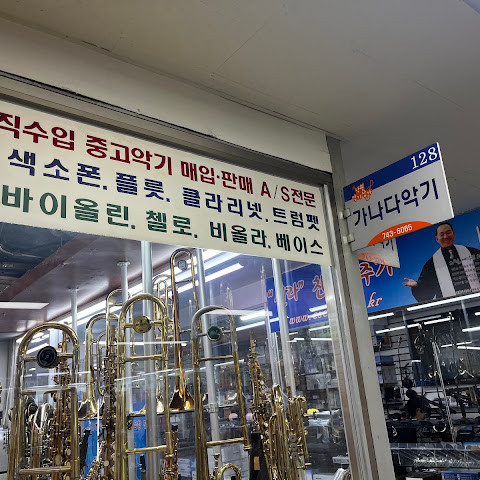 직수입 중고악기 매입·판매 A/S전문
색소폰. 플룻. 클라리넷. 트럼펫
바이올린. 첼로. 비올라. 베이스
128
가나다악기
743-6085